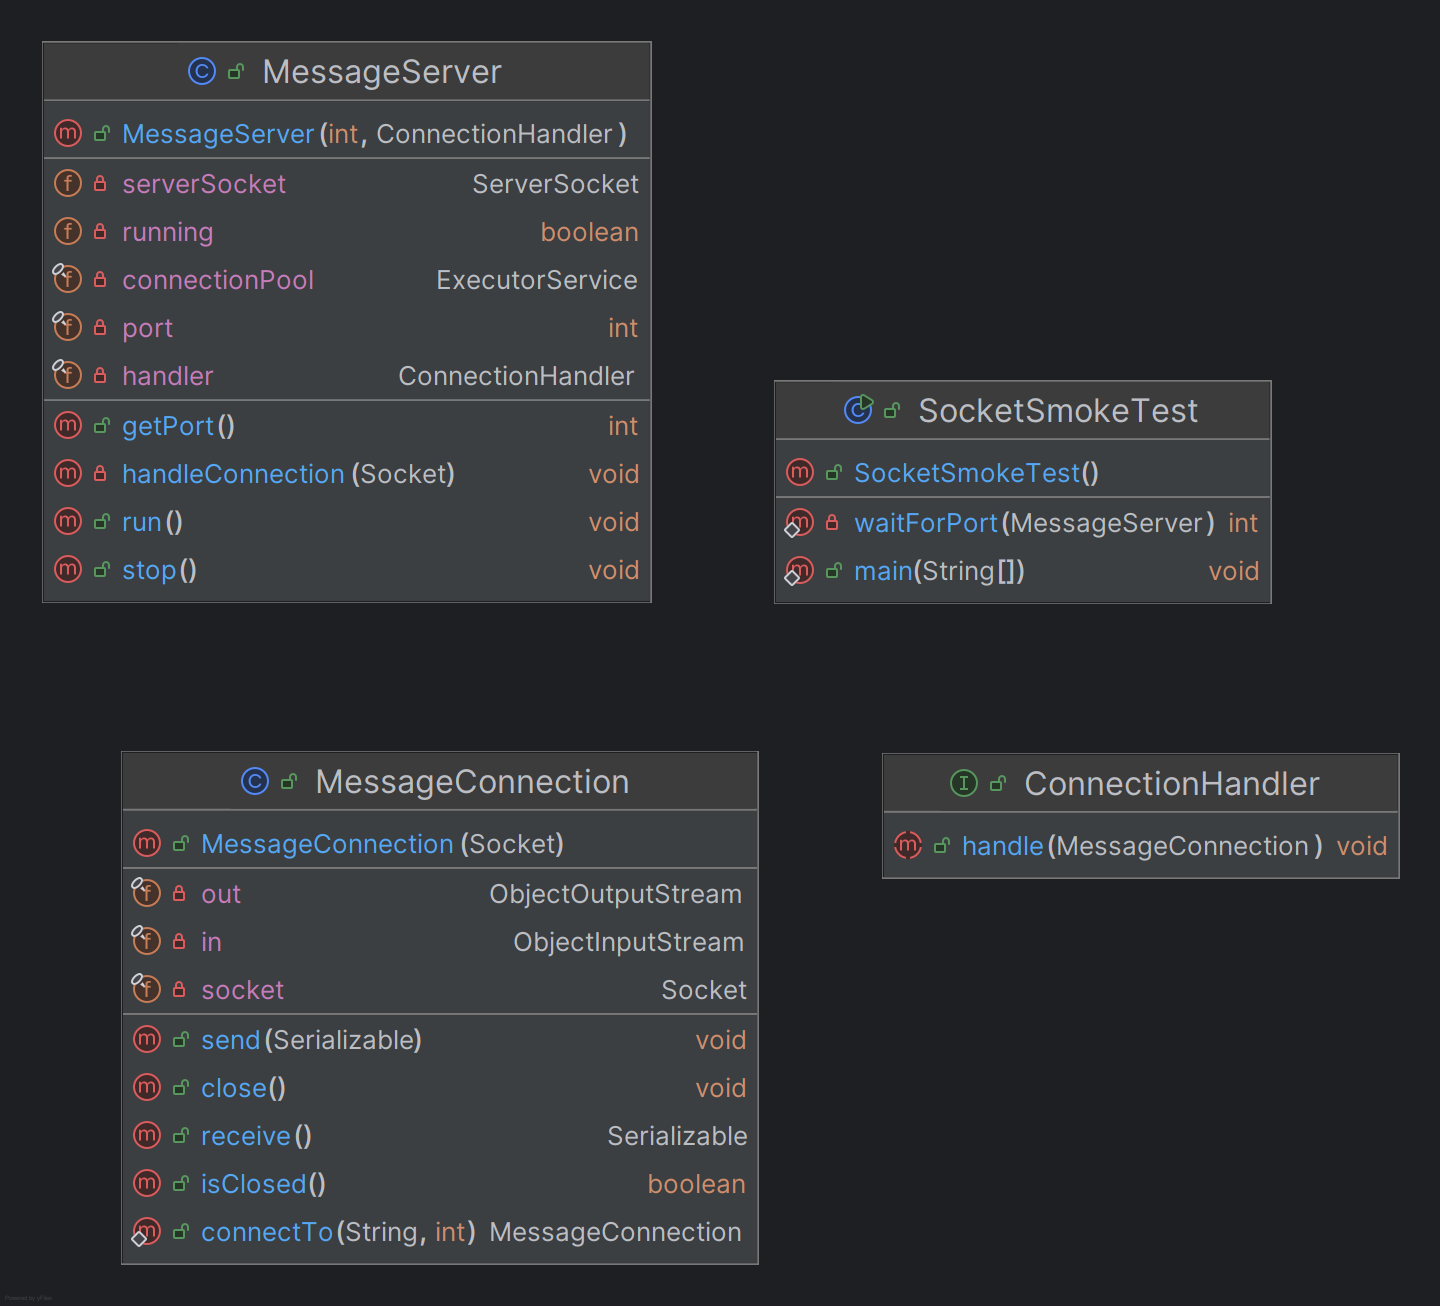 MessageServer
MessageServer(int, ConnectionHandler)
serverSocket ServerSocket
running boolean
connectionPool ExecutorService
port int
handler ConnectionHandler
getPort() int
handleConnection(Socket) void
run() void
stop() void
SocketSmokeTest
SocketSmokeTest()
waitForPort(MessageServer) int
main(String[]) void
MessageConnection
MessageConnection(Socket)
out ObjectOutputStream
in ObjectInputStream
socket Socket
send(Serializable) void
close() void
receive() Serializable
isClosed() boolean
connectTo(String, int) MessageConnection
ConnectionHandler
handle(MessageConnection) void
Powered by yFiles